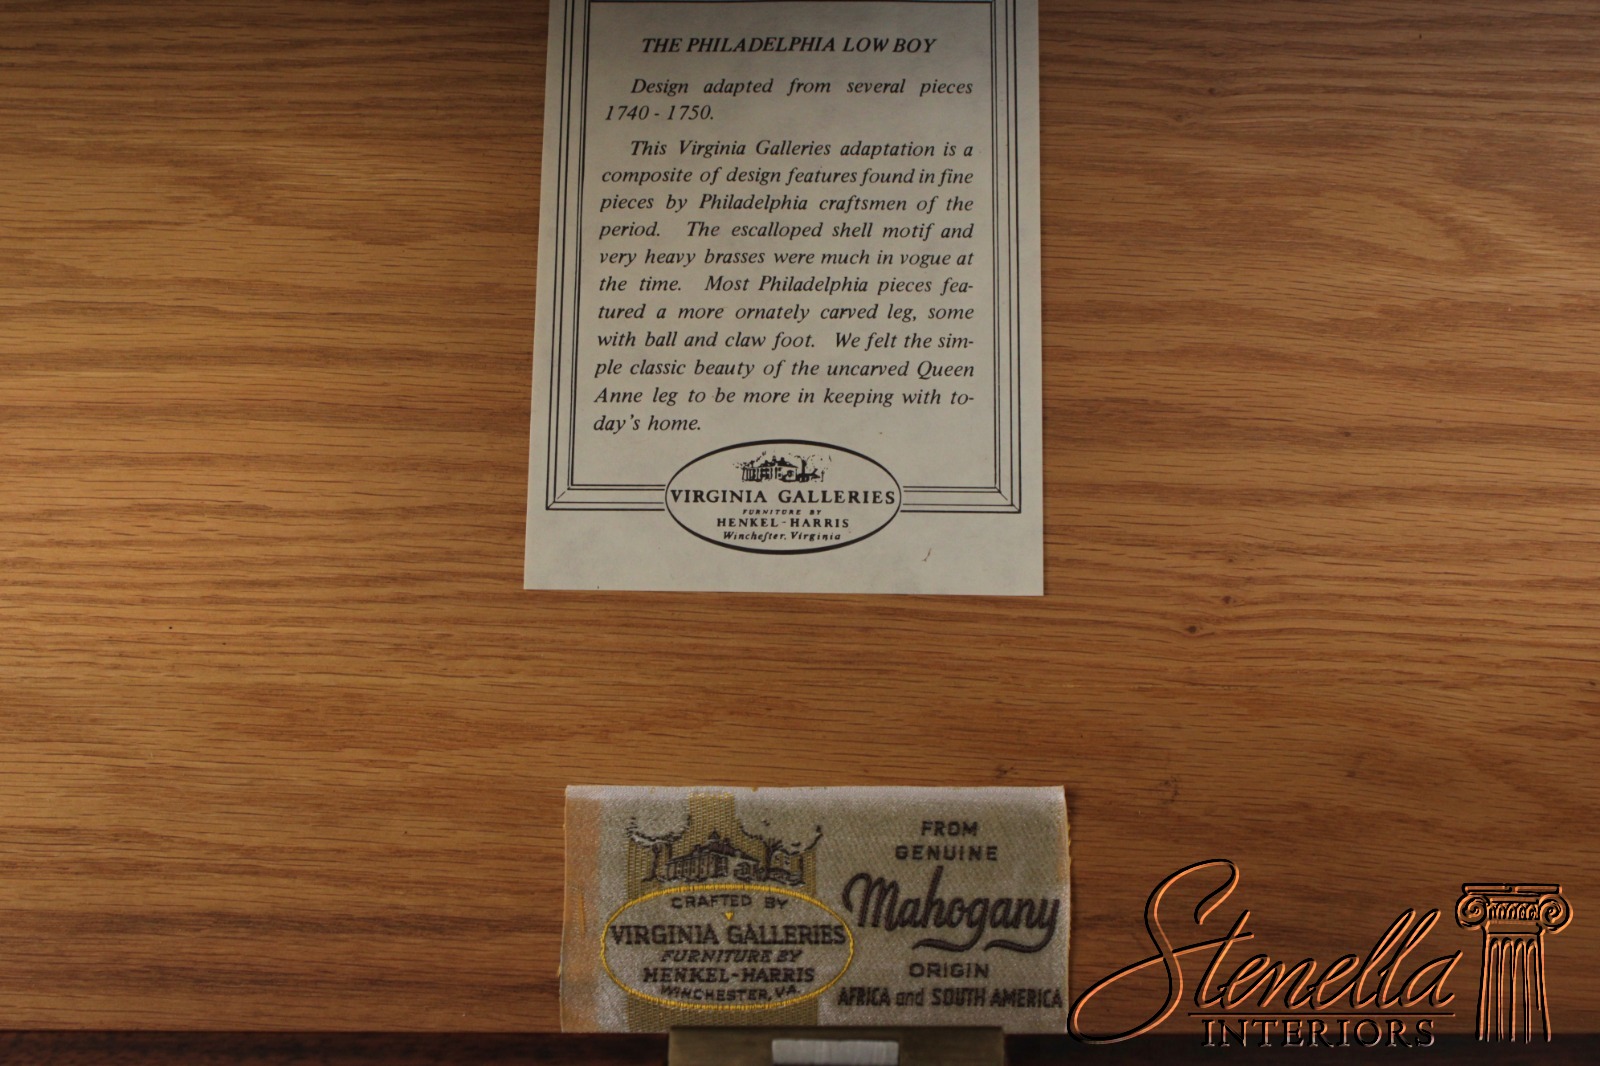 THE PHILADELPHIA LOW BOY
Design adapted from several pieces
1740 - 1750.
This Virginia Galleries adaptation is a
composite of design features found in fine
pieces by Philadelphia craftsmen of the
period. The escalloped shell motif and
very heavy brasses were much in vogue at
the time. Most Philadelphia pieces fea-
tured a more ornately carved leg, some
with ball and claw foot. We felt the sim-
ple classic beauty of the uncarved Queen
Anne leg to be more in keeping with to-
day's home.
VIRGINIA GALLERIES
FURNITURE BY
HENKEL-HARRIS
Wincheſter, Virginia
CRAFTED BY
VIRGINIA GALLERIES
FURNITURE BY
HENKEL-HARRIS
WINCHESTER, VA.
FROM
GENUINE
Mahogany
ORIGIN
AFRICA and SOUTH AMERICA
Stenella
INTERIORS